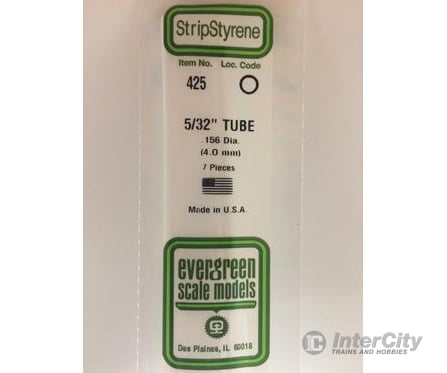 StripStyrene
Item No. Loc. Code
425
5/32" TUBE
.156 Dia.
(4.0 mm)
7 Pieces
Made in U.S.A.
evergreen
scale models
Des Plaines, IL 60018
IC InterCity
TRAINS AND HOBBIES